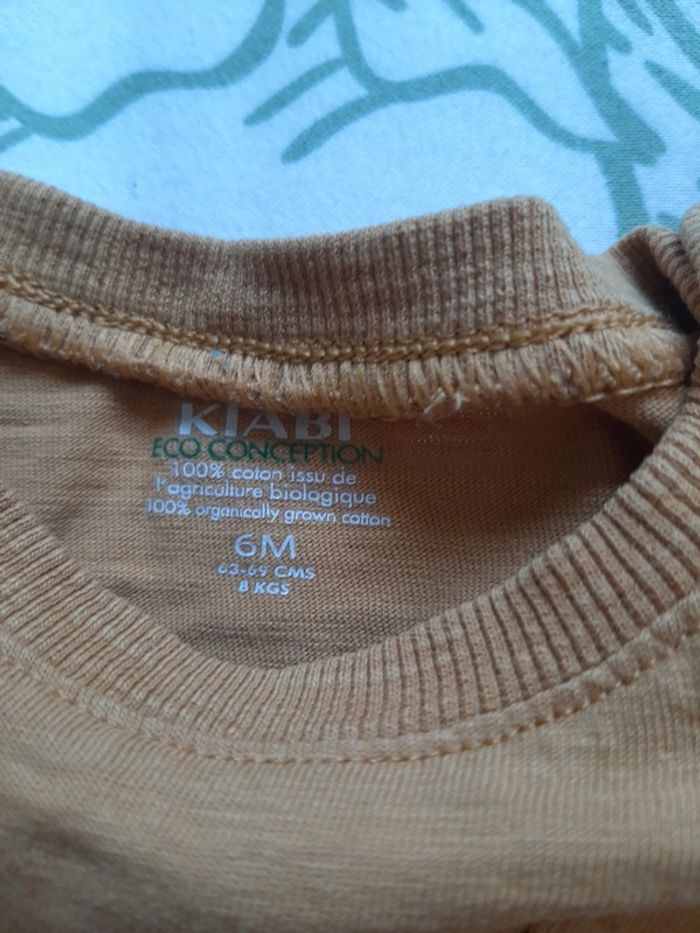 KIABI
ECO CONCEPTION
100% coton issu de
l'agriculture biologique
100% organically grown cotton
6M
63-69 CMS
8 KGS